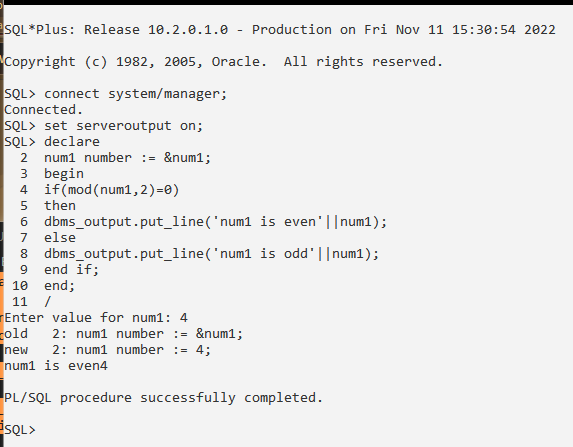 SQL*Plus: Release 10.2.0.1.0 - Production on Fri Nov 11 15:30:54 2022
Copyright (c) 1982, 2005, Oracle.  All rights reserved.
SQL> connect system/manager;
Connected.
SQL> set serveroutput on;
SQL> declare
  2  num1 number := &num1;
  3  begin
  4  if(mod(num1,2)=0)
  5  then
  6  dbms_output.put_line('num1 is even'||num1);
  7  else
  8  dbms_output.put_line('num1 is odd'||num1);
  9  end if;
 10  end;
 11  /
Enter value for num1: 4
old   2: num1 number := &num1;
new   2: num1 number := 4;
num1 is even4
PL/SQL procedure successfully completed.
SQL>